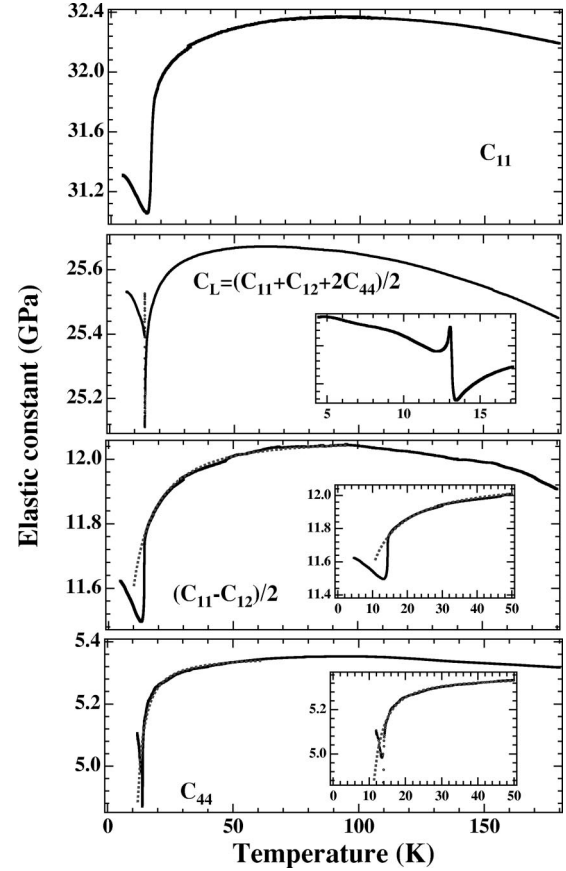 Elastic constant (GPa)
32.4
32.0
31.6
31.2
C11
25.6
25.4
25.2
CL=(C11+C12+2C44)/2
5 10 15
12.0
11.8
11.6
(C11-C12)/2
12.0
11.8
11.6
11.4
0 10 20 30 40 50
5.4
5.2
5.0
C44
5.2
5.0
0 10 20 30 40 50
0 50 100 150
Temperature (K)